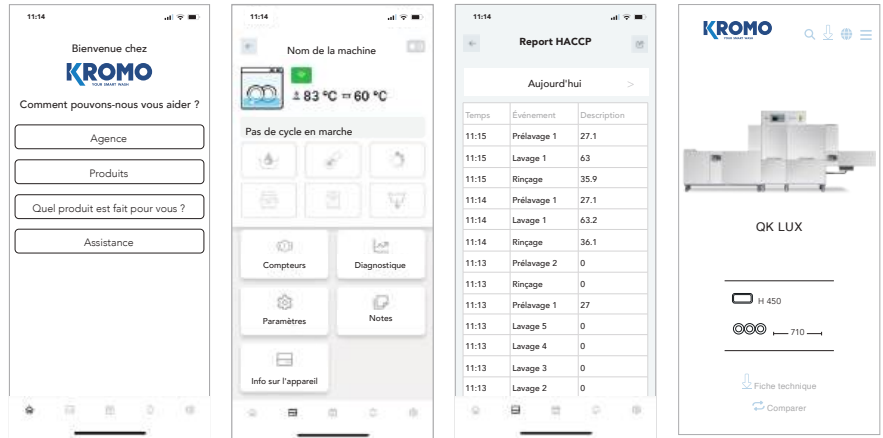 11:14
Bienvenue chez
KROMO
YOUR SMART WASH
Comment pouvons-nous vous aider ?
Agence
Produits
Quel produit est fait pour vous ?
Assistance
11:14
Nom de la machine
83 °C 60 °C
Pas de cycle en marche
Compteurs
Diagnostique
Paramètres
Notes
Info sur l'appareil
11:14
Report HACCP
Aujourd'hui >
Temps Événement Description
11:15 Prélavage 1 27.1
11:15 Lavage 1 63
11:15 Rinçage 35.9
11:14 Prélavage 1 27.1
11:14 Lavage 1 63.2
11:14 Rinçage 36.1
11:13 Prélavage 2 0
11:13 Rinçage 0
11:13 Prélavage 1 27
11:13 Lavage 5 0
11:13 Lavage 4 0
11:13 Lavage 3 0
11:13 Lavage 2 0
KROMO
YOUR SMART WASH
QK LUX
H 450
710
Fiche technique
Comparer